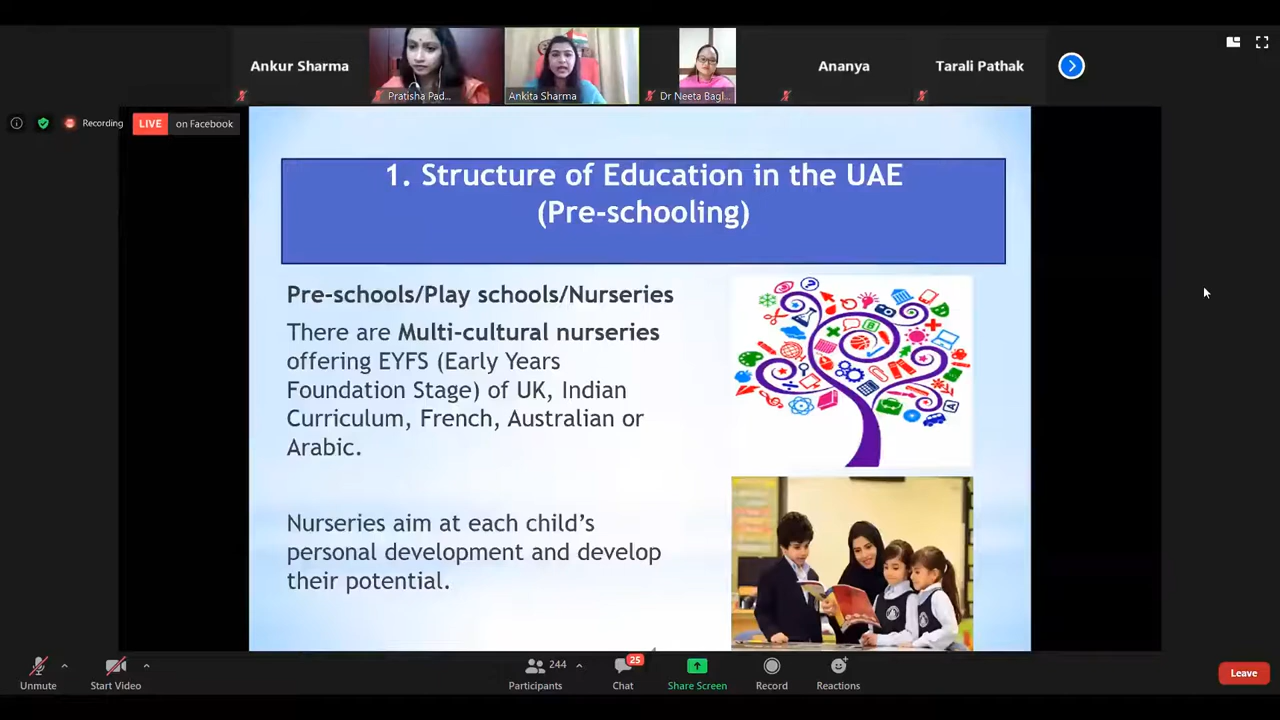 Ankur Sharma
Pratisha Pad...
Ankita Sharma
Dr Neeta Bagl...
Ananya
Tarali Pathak
Recording
LIVE on Facebook
1. Structure of Education in the UAE
(Pre-schooling)
Pre-schools/Play schools/Nurseries
There are Multi-cultural nurseries
offering EYFS (Early Years
Foundation Stage) of UK, Indian
Curriculum, French, Australian or
Arabic.
Nurseries aim at each child's
personal development and develop
their potential.
Unmute
Start Video
244
Participants
25
Chat
Share Screen
Record
Reactions
Leave